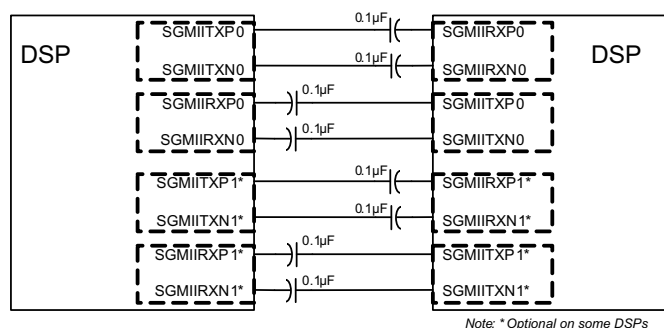 DSP
SGMIITXP0
0.1µF
SGMIIRXP0
DSP
SGMIITXN0
0.1µF
SGMIIRXN0
SGMIIRXP0
0.1µF
SGMIITXP0
SGMIIRXN0
0.1µF
SGMIITXN0
SGMIITXP1*
0.1µF
SGMIIRXP1*
SGMIITXN1*
0.1µF
SGMIIRXN1*
SGMIIRXP1*
0.1µF
SGMIITXP1*
SGMIIRXN1*
0.1µF
SGMIITXN1*
Note: * Optional on some DSPs